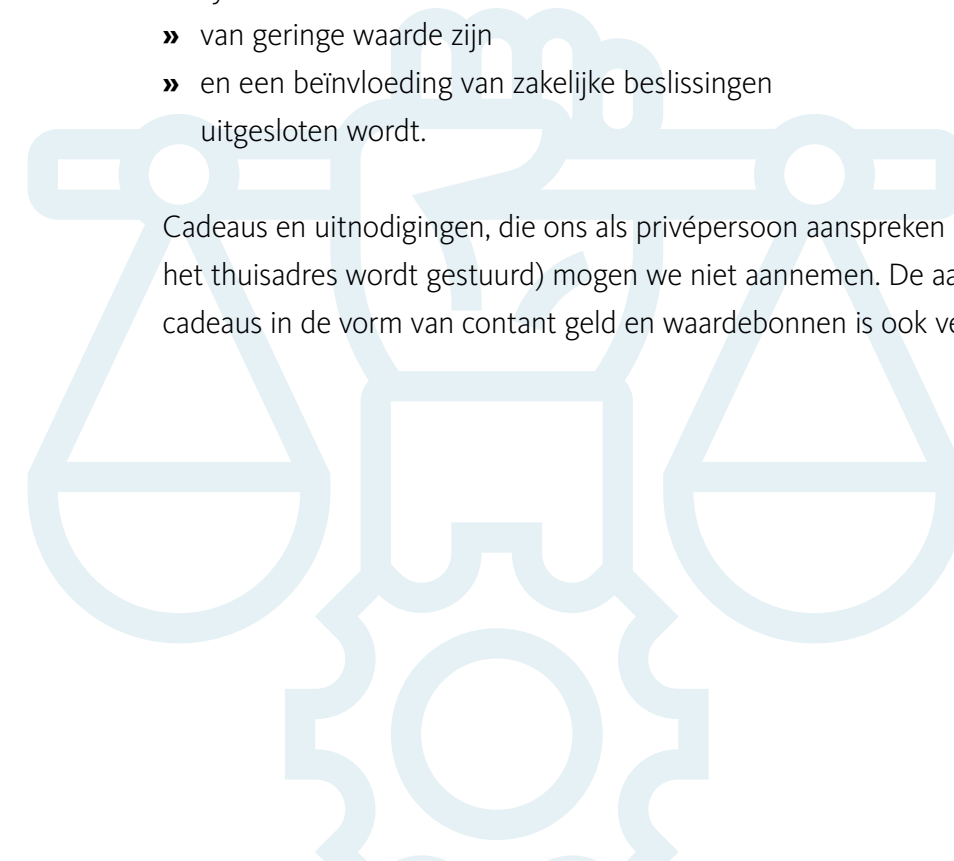 » van geringe waarde zijn
» en een beïnvloeding van zakelijke beslissingen
uitgesloten wordt.
Cadeaus en uitnodigingen, die ons als privépersoon aanspreken
het thuisadres wordt gestuurd) mogen we niet aannemen. De
cadeaus in de vorm van contant geld en waardebonnen is ook